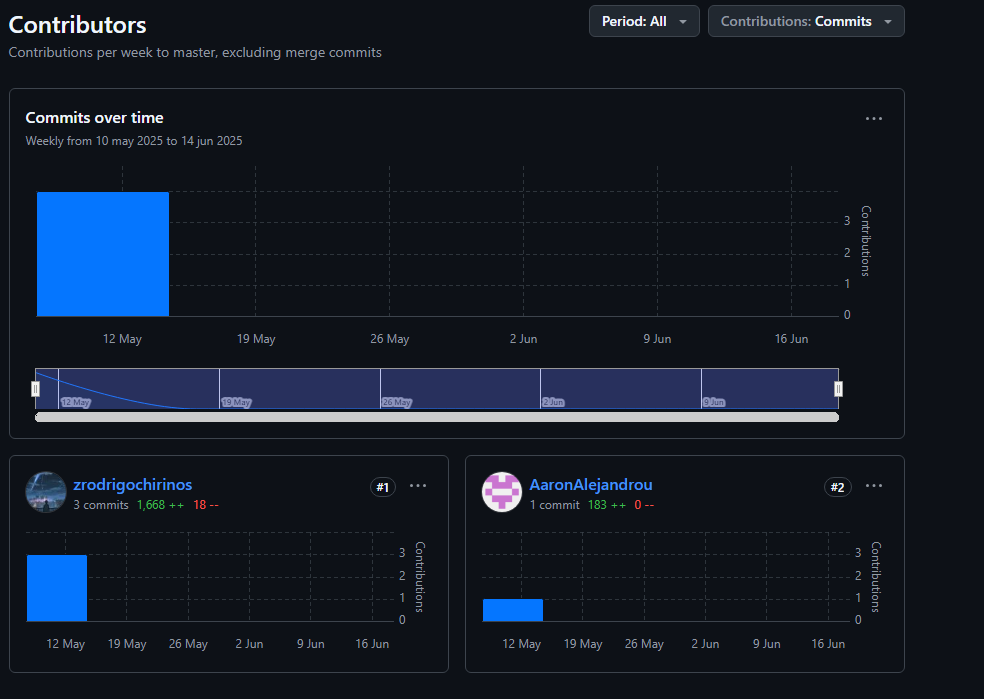 Contributors
Period: All
Contributions: Commits
Contributions per week to master, excluding merge commits
Commits over time
Weekly from 10 may 2025 to 14 jun 2025
3
2
1
0
Contributions
12 May 19 May 26 May 2 Jun 9 Jun 16 Jun
12 May 19 May 26 May 2 Jun 9 Jun
zrodrigochirinos
#1
3 commits 1,668 ++ 18 --
3
2
1
0
Contributions
12 May 19 May 26 May 2 Jun 9 Jun 16 Jun
AaronAlejandrou
#2
1 commit 183 ++ 0 --
3
2
1
0
Contributions
12 May 19 May 26 May 2 Jun 9 Jun 16 Jun